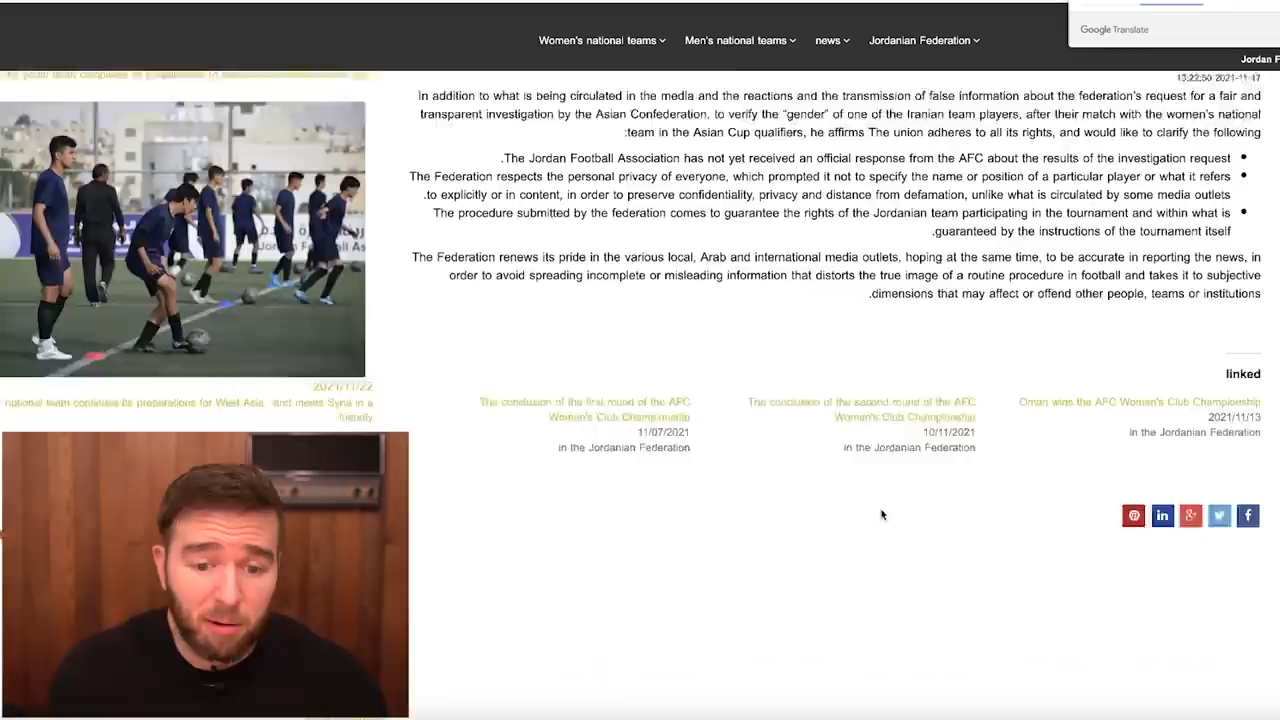 Google Translate
Women's national teams
Men's national teams
news
Jordanian Federation
Jordan F
13:22:50 2021-11-17
In addition to what is being circulated in the media and the reactions and the transmission of false information about the federation's request for a fair and
transparent investigation by the Asian Confederation, to verify the "gender" of one of the Iranian team players, after their match with the women's national
:team in the Asian Cup qualifiers, he affirms The union adheres to all its rights, and would like to clarify the following
.The Jordan Football Association has not yet received an official response from the AFC about the results of the investigation request
The Federation respects the personal privacy of everyone, which prompted it not to specify the name or position of a particular player or what it refers
.to explicitly or in content, in order to preserve confidentiality, privacy and distance from defamation, unlike what is circulated by some media outlets
The procedure submitted by the federation comes to guarantee the rights of the Jordanian team participating in the tournament and within what is
.guaranteed by the instructions of the tournament itself
The Federation renews its pride in the various local, Arab and international media outlets, hoping at the same time, to be accurate in reporting the news, in
order to avoid spreading incomplete or misleading information that distorts the true image of a routine procedure in football and takes it to subjective
.dimensions that may affect or offend other people, teams or institutions
linked
2021/11/22
national team continues its preparations for West Asia and meets Syria in a
friendly
The conclusion of the first round of the AFC
Women's Club Championship
11/07/2021
in the Jordanian Federation
The conclusion of the second round of the AFC
Women's Club Championship
10/11/2021
in the Jordanian Federation
Oman wins the AFC Women's Club Championship
2021/11/13
in the Jordanian Federation